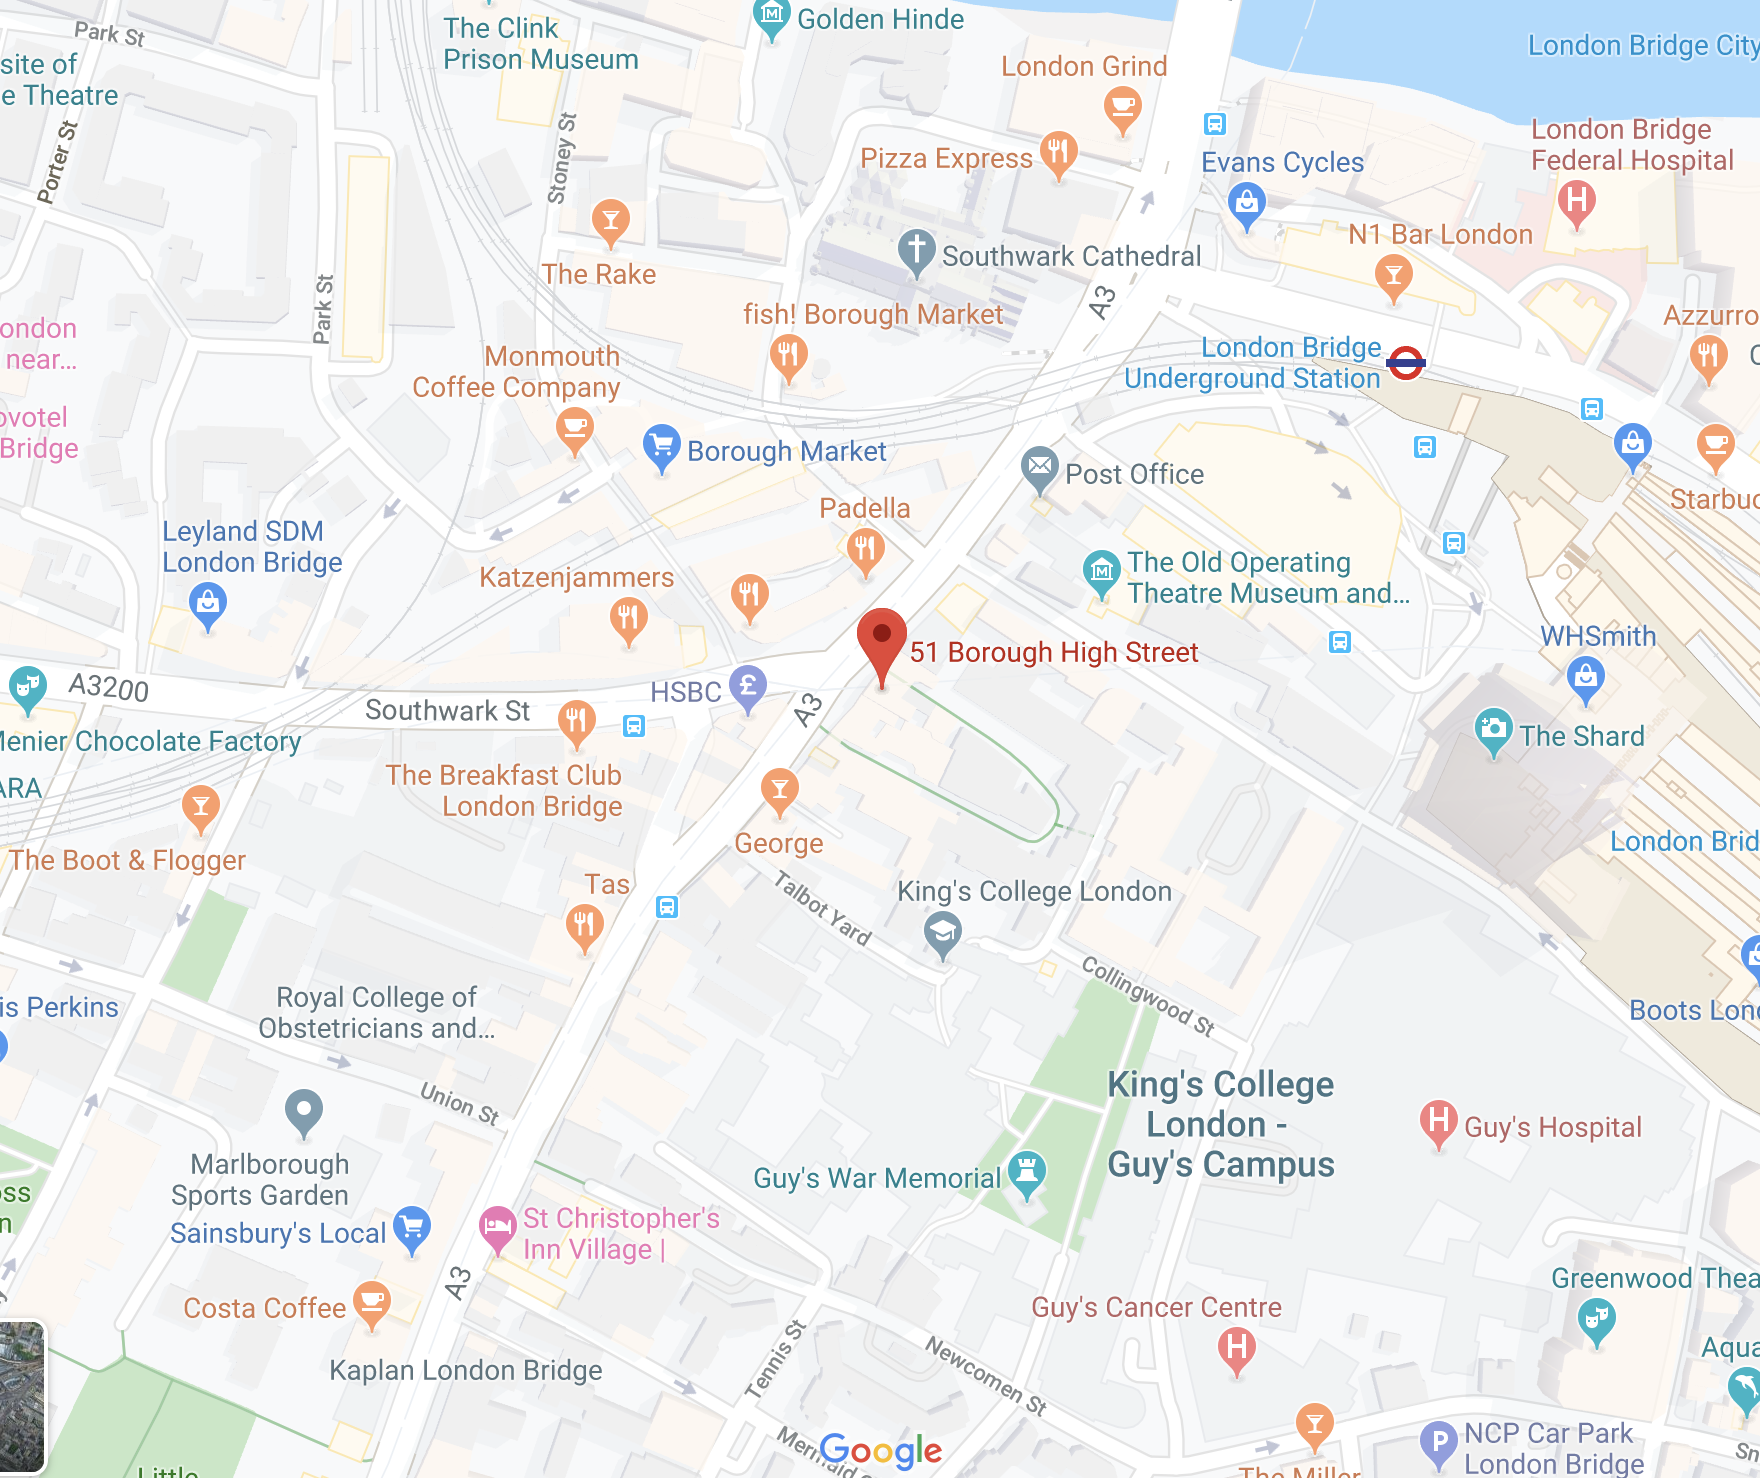 Park St
The Clink
Prison Museum
Golden Hinde
London Bridge City
site of
e Theatre
London Grind
Porter St
Stoney St
London Bridge
Federal Hospital
Pizza Express
Evans Cycles
N1 Bar London
Southwark Cathedral
The Rake
A3
Park St
fish! Borough Market
Azzurro
ondon
near...
Monmouth
Coffee Company
London Bridge
Underground Station
ovotel
Bridge
Borough Market
Post Office
Starbuc
Padella
Leyland SDM
London Bridge
Katzenjammers
The Old Operating
Theatre Museum and...
WHSmith
51 Borough High Street
A3200
HSBC
Southwark St
A3
The Shard
Menier Chocolate Factory
ARA
The Breakfast Club
London Bridge
The Boot & Flogger
George
London Brid
Tas
King's College London
Talbot Yard
Collingwood St
is Perkins
Royal College of
Obstetricians and...
Boots Lond
Union St
King's College
London -
Guy's Campus
Guy's Hospital
Marlborough
Sports Garden
Guy's War Memorial
oss
n
Sainsbury's Local
St Christopher's
Inn Village |
A3
Costa Coffee
Greenwood Thea
Guy's Cancer Centre
Aqua
Kaplan London Bridge
Tennis St
Newcomen St
Mermaid
Google
NCP Car Park
London Bridge
Sn
The Miller
Little